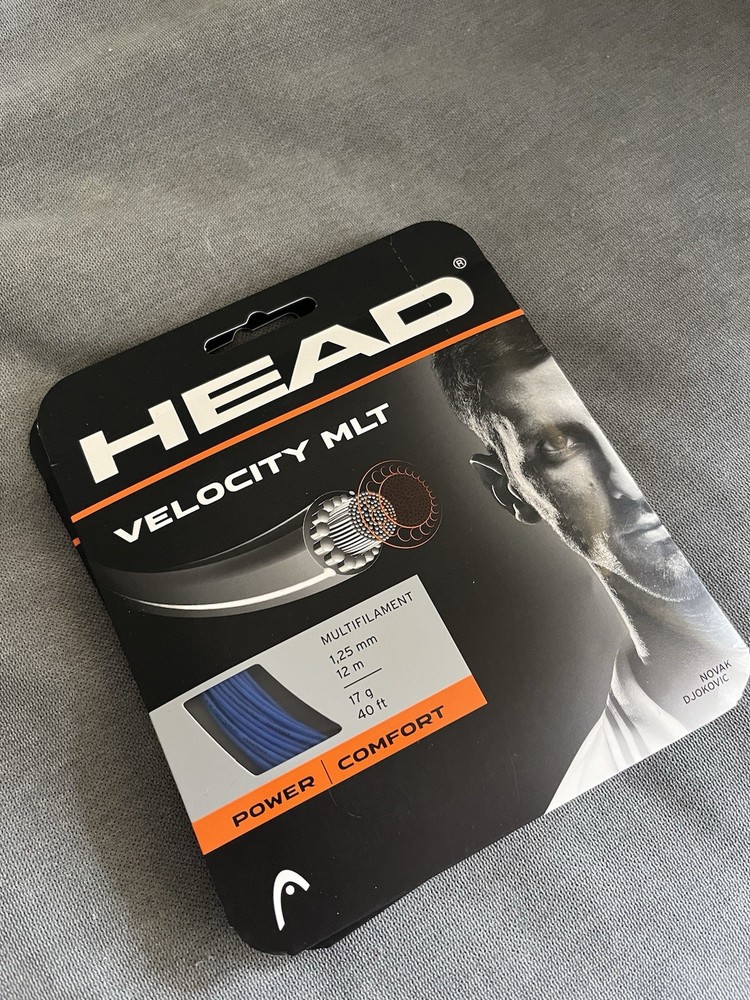 HEAD®
VELOCITY MLT
MULTIFILAMENT
1,25 mm
12 m
17 g
40 ft
POWER | COMFORT
NOVAK
DJOKOVIC